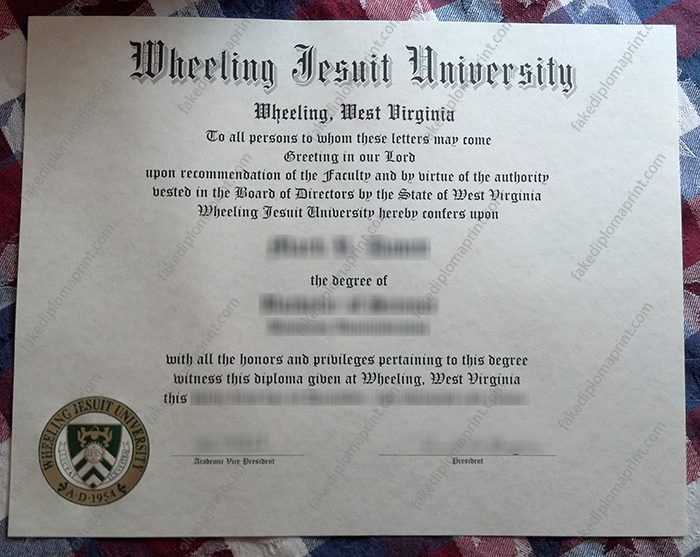 Wheeling Jesuit University
Wheeling, West Virginia
To all persons to whom these letters may come
Greeting in our Lord
upon recommendation of the Faculty and by virtue of the authority
vested in the Board of Directors by the State of West Virginia
Wheeling Jesuit University hereby confers upon
the degree of
with all the honors and privileges pertaining to this degree
witness this diploma given at Wheeling, West Virginia
this
WHEELING JESUIT UNIVERSITY
A·D·1954
Academic Vice President
President
fakediplomaprint.com